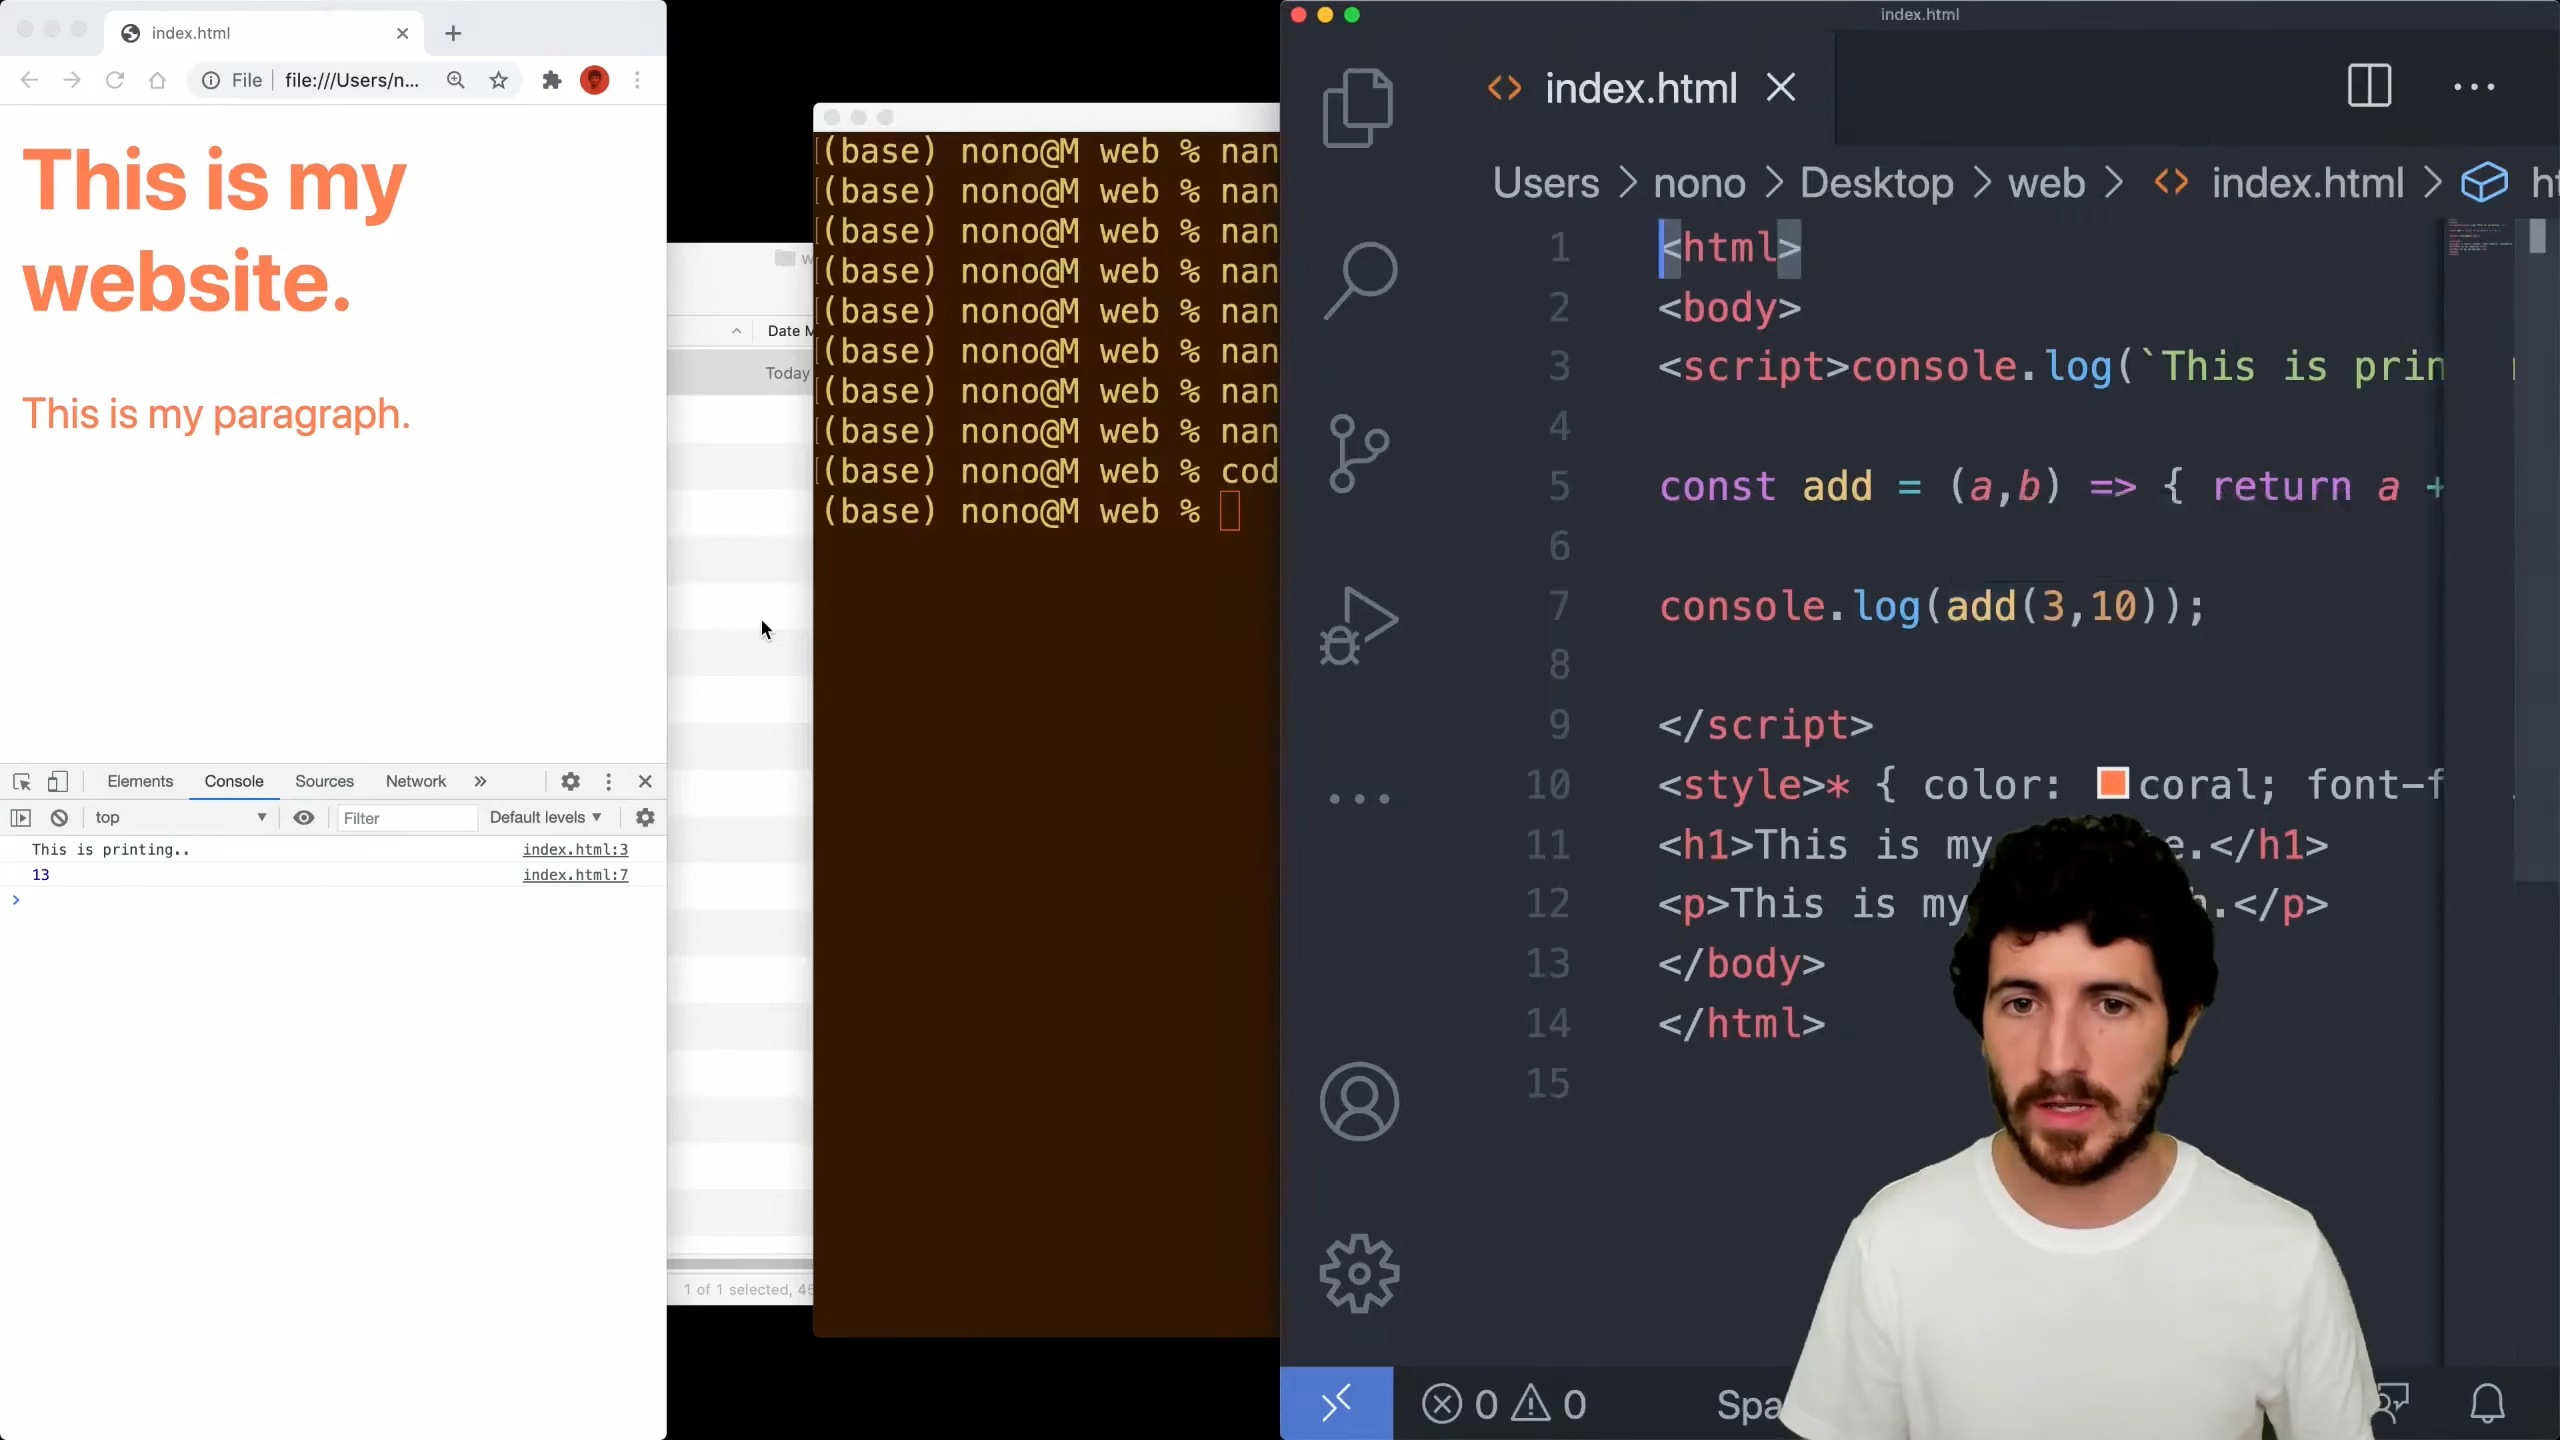 index.html
File file:///Users/n...
This is my
website.
This is my paragraph.
Elements Console Sources Network
top Filter Default levels
This is printing.. index.html:3
13 index.html:7
Date M
Today
1 of 1 selected, 45
(base) nono@M web % nan
(base) nono@M web % nan
(base) nono@M web % nan
(base) nono@M web % nan
(base) nono@M web % nan
(base) nono@M web % nan
(base) nono@M web % nan
(base) nono@M web % nan
(base) nono@M web % cod
(base) nono@M web %
index.html
index.html
Users > nono > Desktop > web > index.html > ht
1 <html>
2 <body>
3 <script>console.log(`This is prin
4
5 const add = (a,b) => { return a +
6
7 console.log(add(3,10));
8
9 </script>
10 <style>* { color: coral; font-f
11 <h1>This is my e.</h1>
12 <p>This is my .</p>
13 </body>
14 </html>
15
0 0 Spa